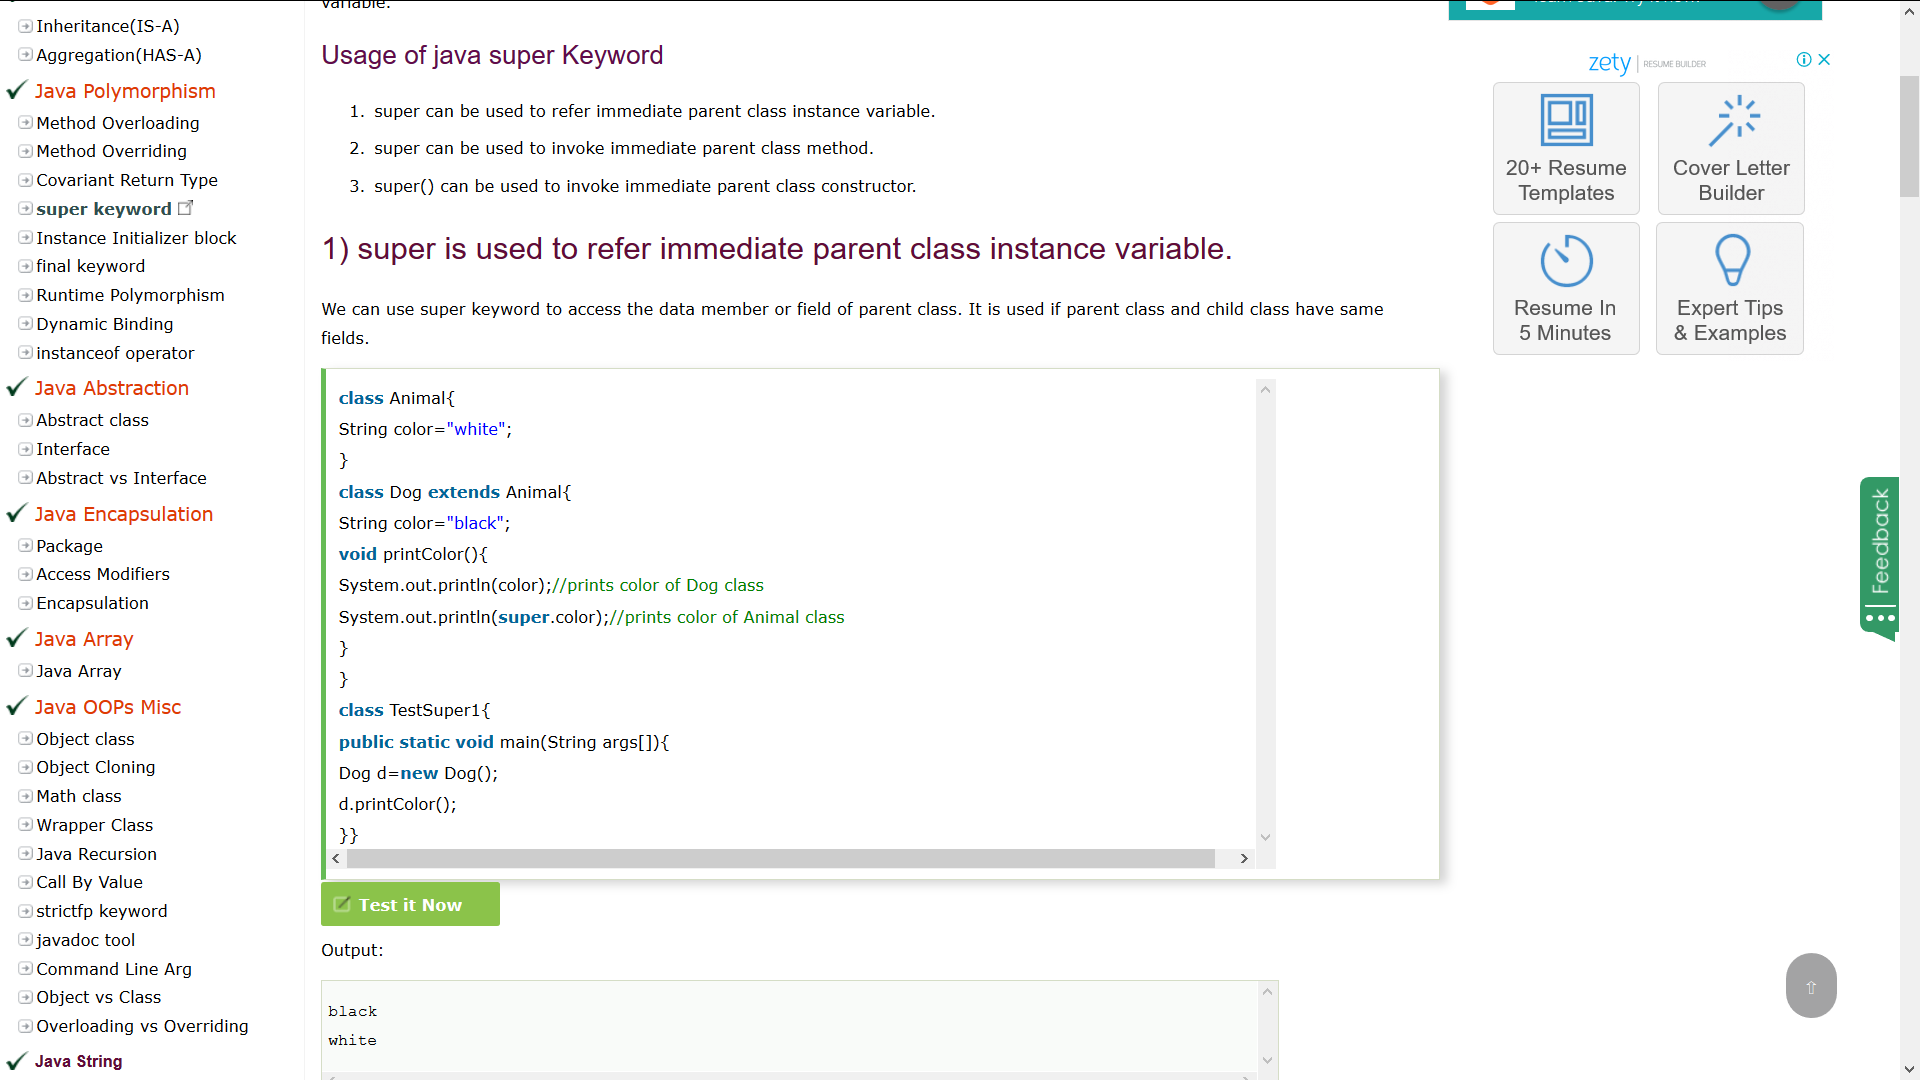 variable.
Inheritance(IS-A)
Aggregation(HAS-A)
Java Polymorphism
Method Overloading
Method Overriding
Covariant Return Type
super keyword
Instance Initializer block
final keyword
Runtime Polymorphism
Dynamic Binding
instanceof operator
Java Abstraction
Abstract class
Interface
Abstract vs Interface
Java Encapsulation
Package
Access Modifiers
Encapsulation
Java Array
Java Array
Java OOPs Misc
Object class
Object Cloning
Math class
Wrapper Class
Java Recursion
Call By Value
strictfp keyword
javadoc tool
Command Line Arg
Object vs Class
Overloading vs Overriding
Java String
Usage of java super Keyword
1. super can be used to refer immediate parent class instance variable.
2. super can be used to invoke immediate parent class method.
3. super() can be used to invoke immediate parent class constructor.
1) super is used to refer immediate parent class instance variable.
We can use super keyword to access the data member or field of parent class. It is used if parent class and child class have same
fields.
class Animal{
String color="white";
}
class Dog extends Animal{
String color="black";
void printColor(){
System.out.println(color);//prints color of Dog class
System.out.println(super.color);//prints color of Animal class
}
}
class TestSuper1{
public static void main(String args[]){
Dog d=new Dog();
d.printColor();
}}
Test it Now
Output:
black
white
zety RESUME BUILDER
20+ Resume
Templates
Cover Letter
Builder
Resume In
5 Minutes
Expert Tips
& Examples
Feedback